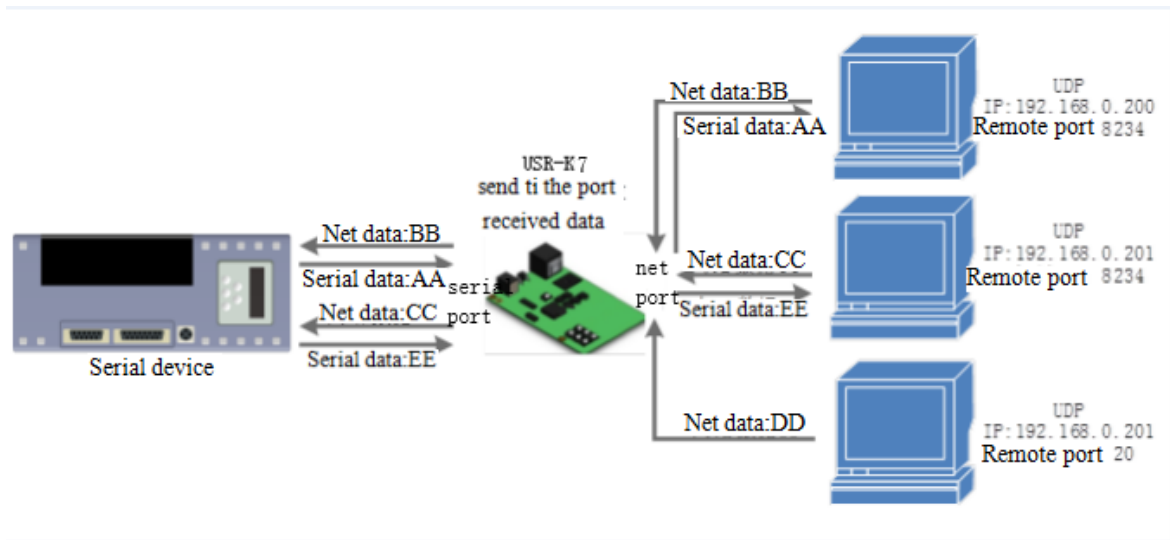 Net data:BB
Serial data:AA
UDP
IP:192.168.0.200
Remote port 8234
USR-K7
send ti the port
received data
Net data:BB
Serial data:AA
Net data:CC
Serial data:EE
Serial device
serial
port
net
port
Net data:CC
Serial data:EE
UDP
IP:192.168.0.201
Remote port 8234
Net data:DD
UDP
IP:192.168.0.201
Remote port 20